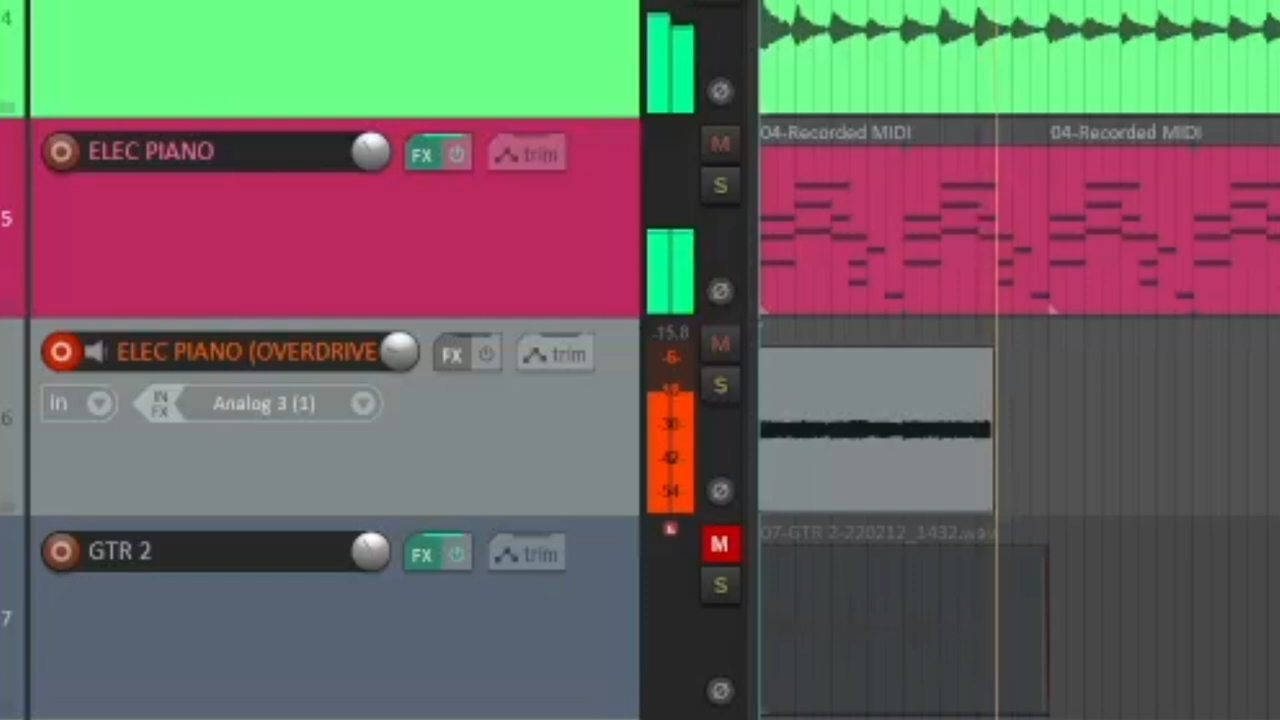 4
04-Recorded MIDI 04-Recorded MIDI
ELEC PIANO FX trim M
S
5
-15.8
ELEC PIANO (OVERDRIVE FX trim -6- M
-18- S
In IN FX Analog 3 (1)
6 -30-
-42-
-54-
07-GTR 2-220212_1432.wav
GTR 2 FX trim M
S
7